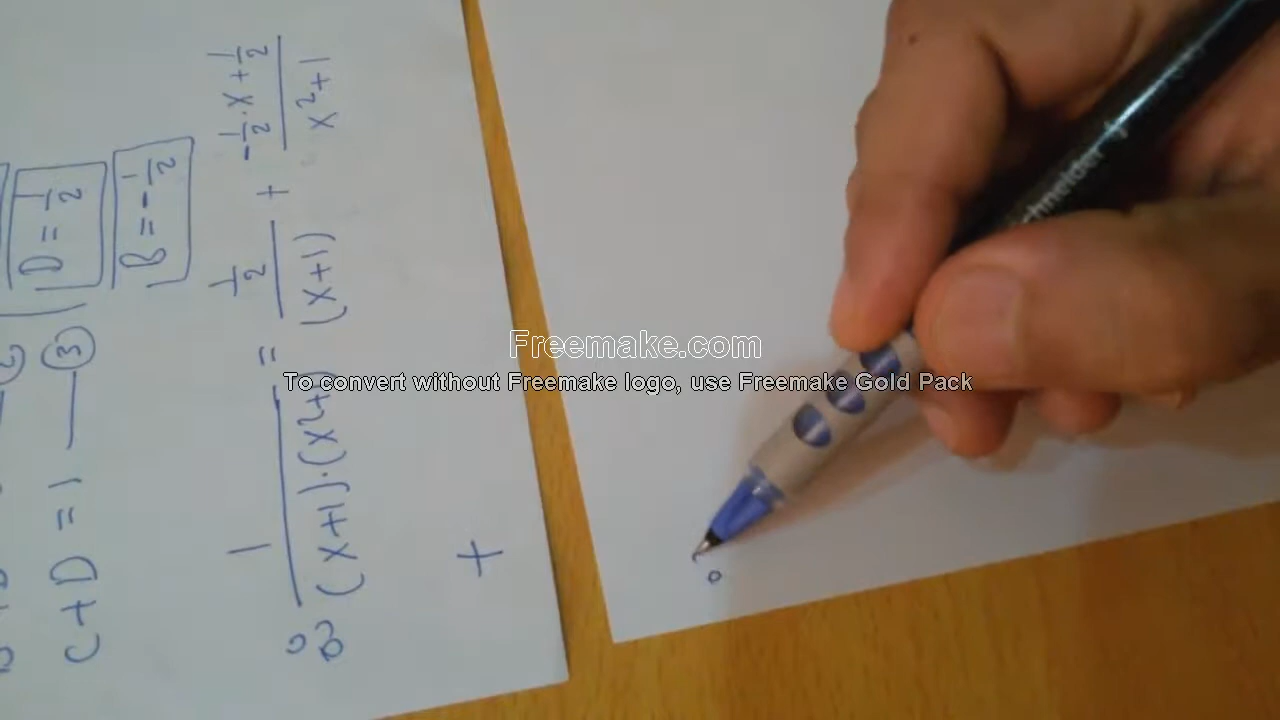 D = 1/2
C + D = 1 — 3
B = -1/2
1/((x+1)·(x²+1)) = (1/2)/(x+1) + (-1/2·x+1/2)/(x²+1)
+
Freemake.com
To convert without Freemake logo, use Freemake Gold Pack